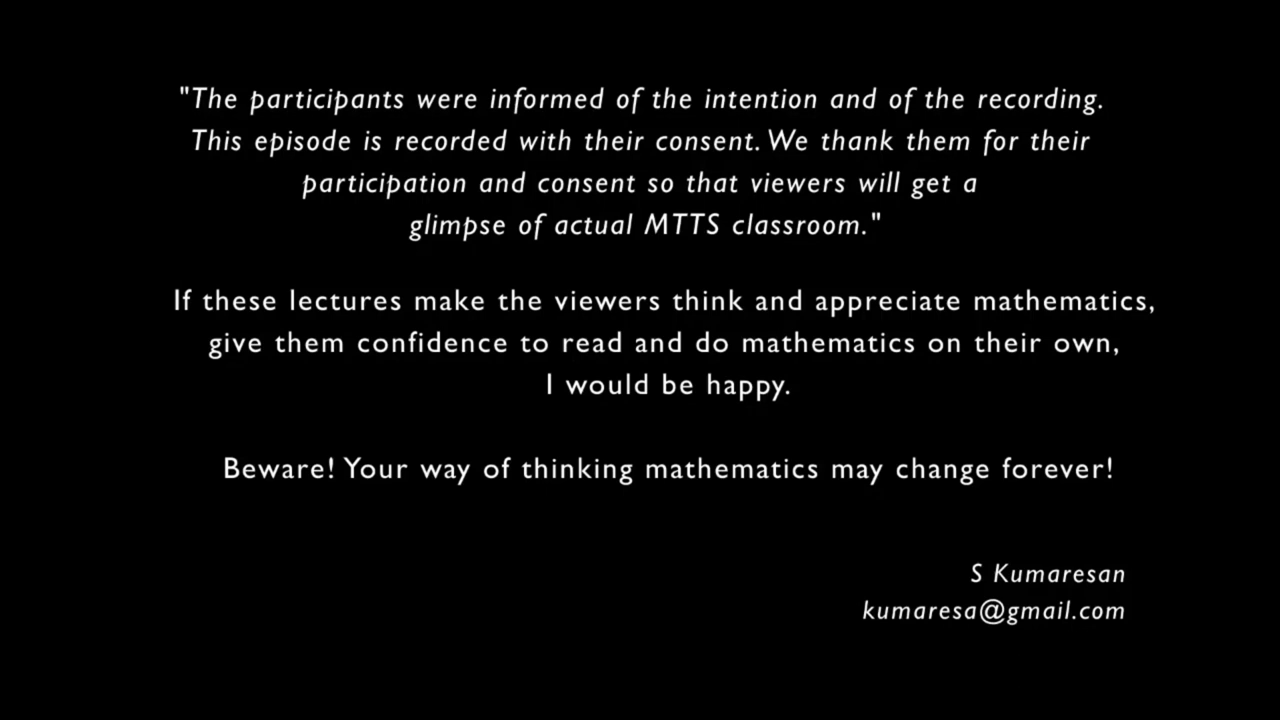 "The participants were informed of the intention and of the recording.
This episode is recorded with their consent. We thank them for their
participation and consent so that viewers will get a
glimpse of actual MTTS classroom."
If these lectures make the viewers think and appreciate mathematics,
give them confidence to read and do mathematics on their own,
I would be happy.
Beware! Your way of thinking mathematics may change forever!
S Kumaresan
kumaresa@gmail.com